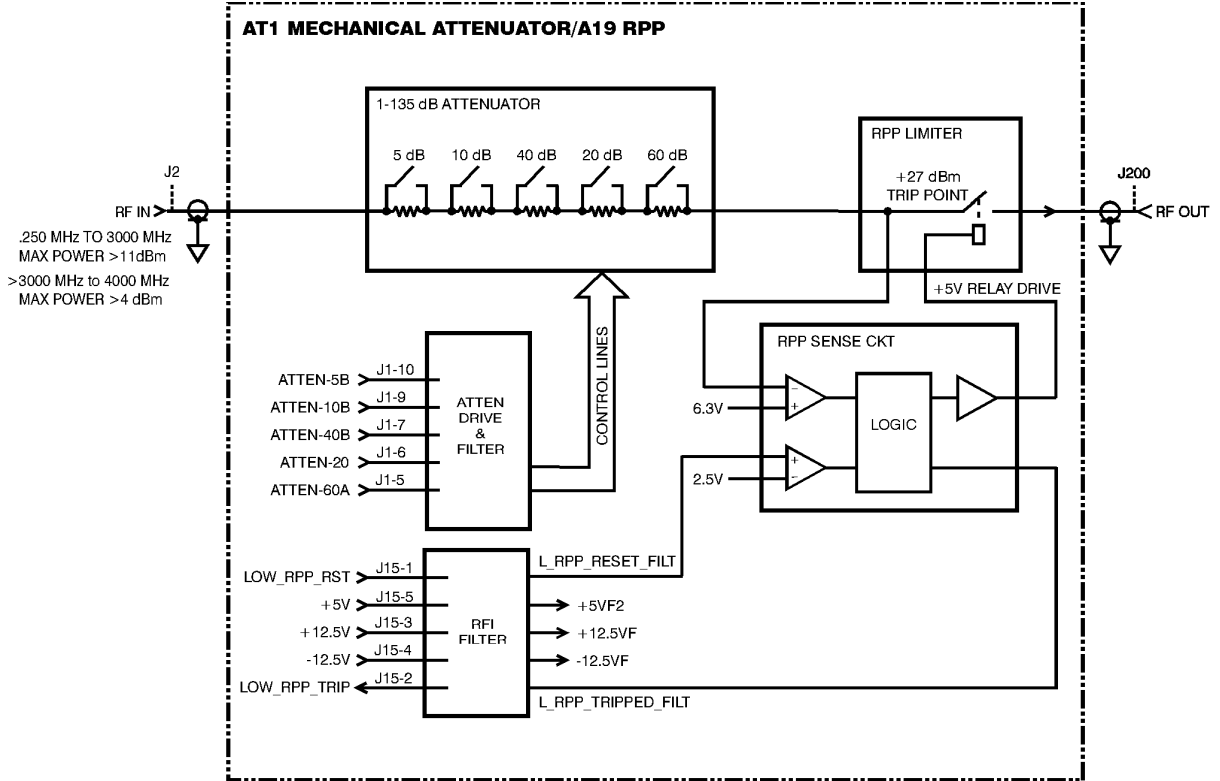 AT1 MECHANICAL ATTENUATOR/A19 RPP
1-135 dB ATTENUATOR
5 dB
10 dB
40 dB
20 dB
60 dB
J2
RF IN
.250 MHz TO 3000 MHz
MAX POWER >11dBm
>3000 MHz to 4000 MHz
MAX POWER >4 dBm
RPP LIMITER
+27 dBm
TRIP POINT
J200
RF OUT
+5V RELAY DRIVE
CONTROL LINES
ATTEN-5B
J1-10
ATTEN-10B
J1-9
ATTEN-40B
J1-7
ATTEN-20
J1-6
ATTEN-60A
J1-5
ATTEN
DRIVE
&
FILTER
RPP SENSE CKT
6.3V
-
+
2.5V
+
-
LOGIC
LOW_RPP_RST
J15-1
+5V
J15-5
+12.5V
J15-3
-12.5V
J15-4
LOW_RPP_TRIP
J15-2
RFI
FILTER
L_RPP_RESET_FILT
+5VF2
+12.5VF
-12.5VF
L_RPP_TRIPPED_FILT